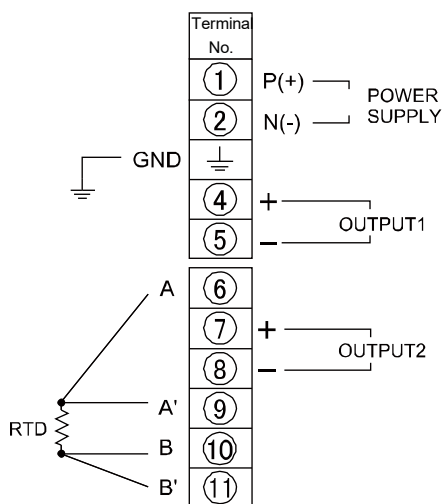 Terminal
No.
1 P(+)
POWER
2 N(-) SUPPLY
GND
4 +
OUTPUT1
5 −
A 6
7 +
OUTPUT2
8 −
A' 9
RTD
B 10
B' 11